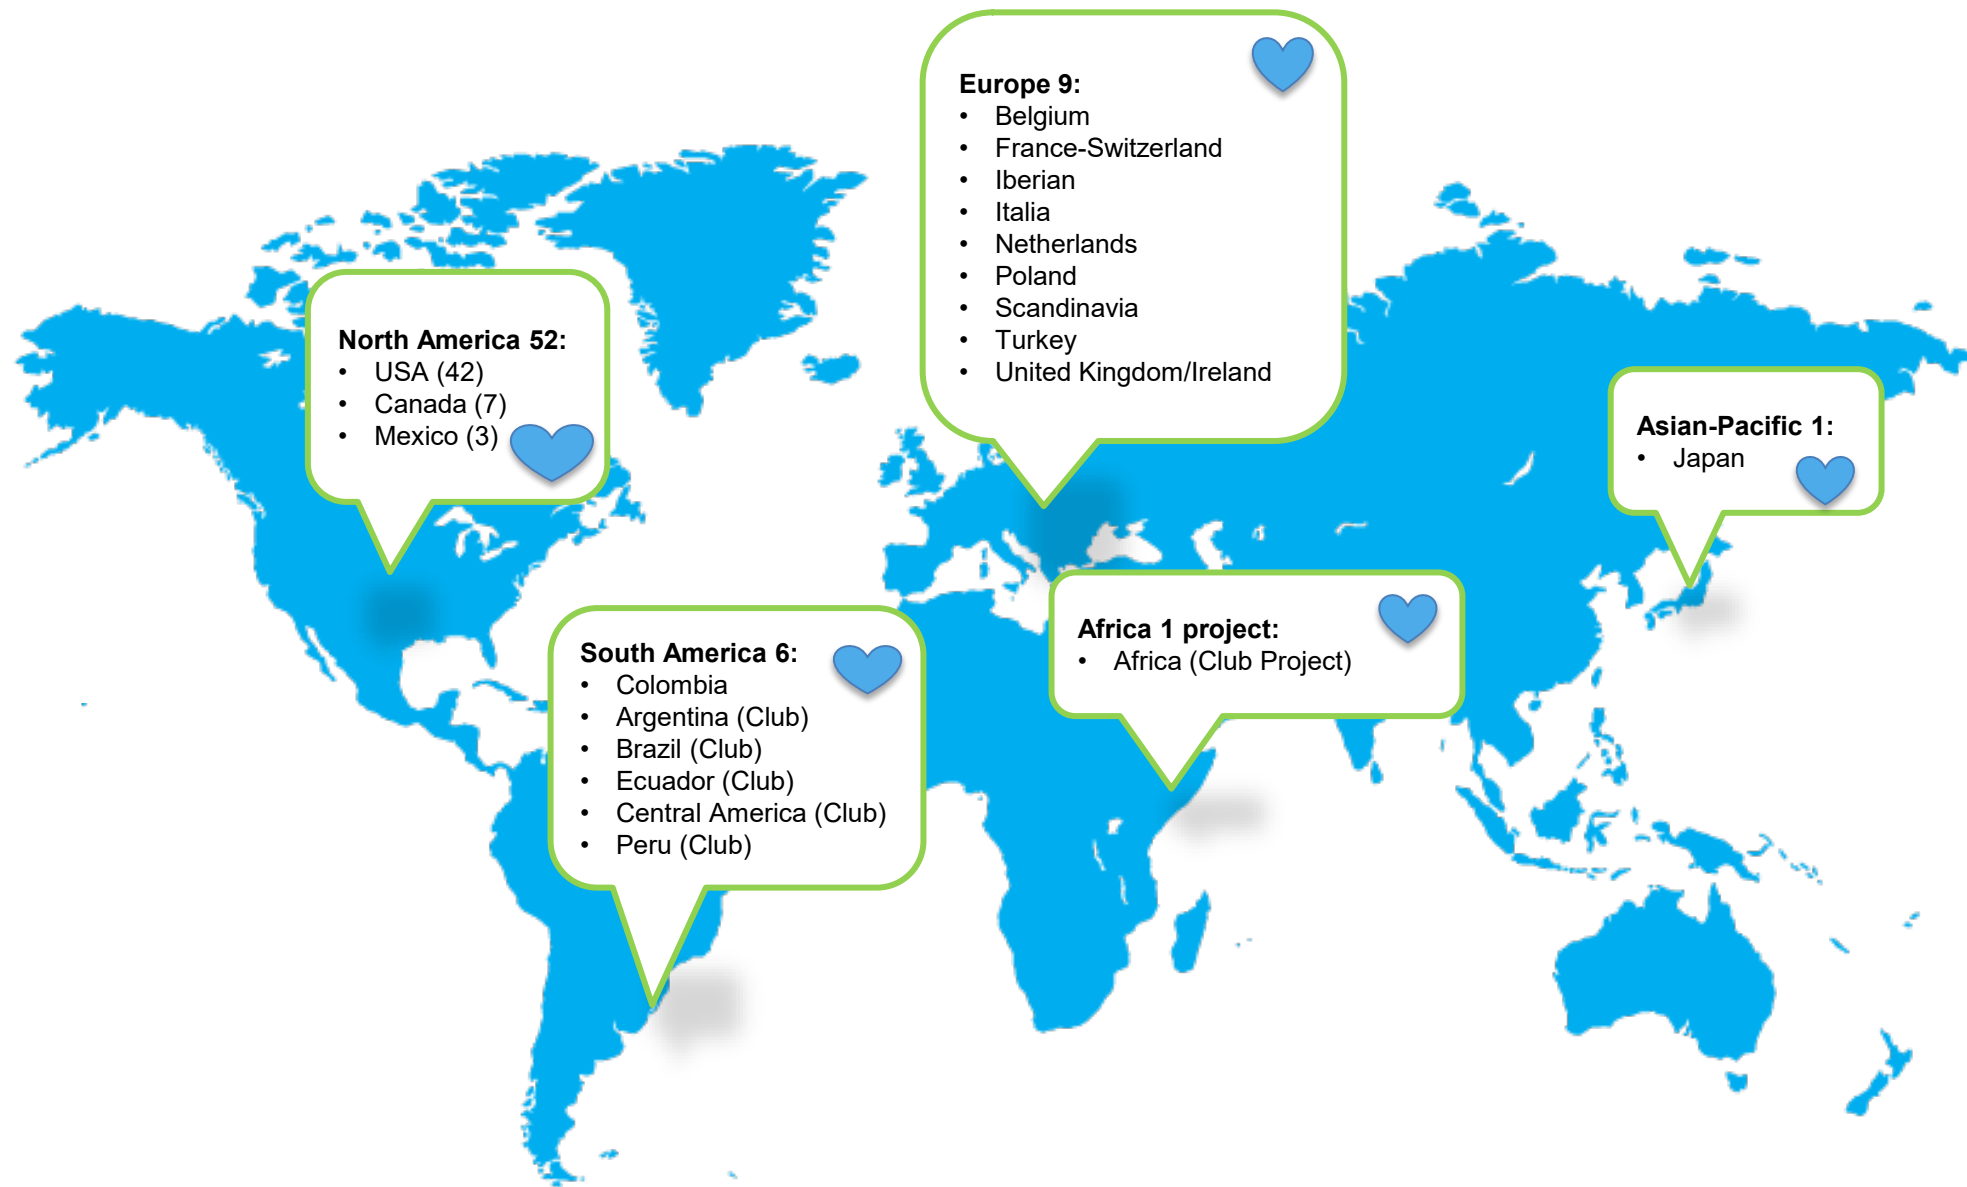 Europe 9:
• Belgium
• France-Switzerland
• Iberian
• Italia
• Netherlands
• Poland
• Scandinavia
• Turkey
• United Kingdom/Ireland
North America 52:
• USA (42)
• Canada (7)
• Mexico (3)
Asian-Pacific 1:
• Japan
South America 6:
• Colombia
• Argentina (Club)
• Brazil (Club)
• Ecuador (Club)
• Central America (Club)
• Peru (Club)
Africa 1 project:
• Africa (Club Project)